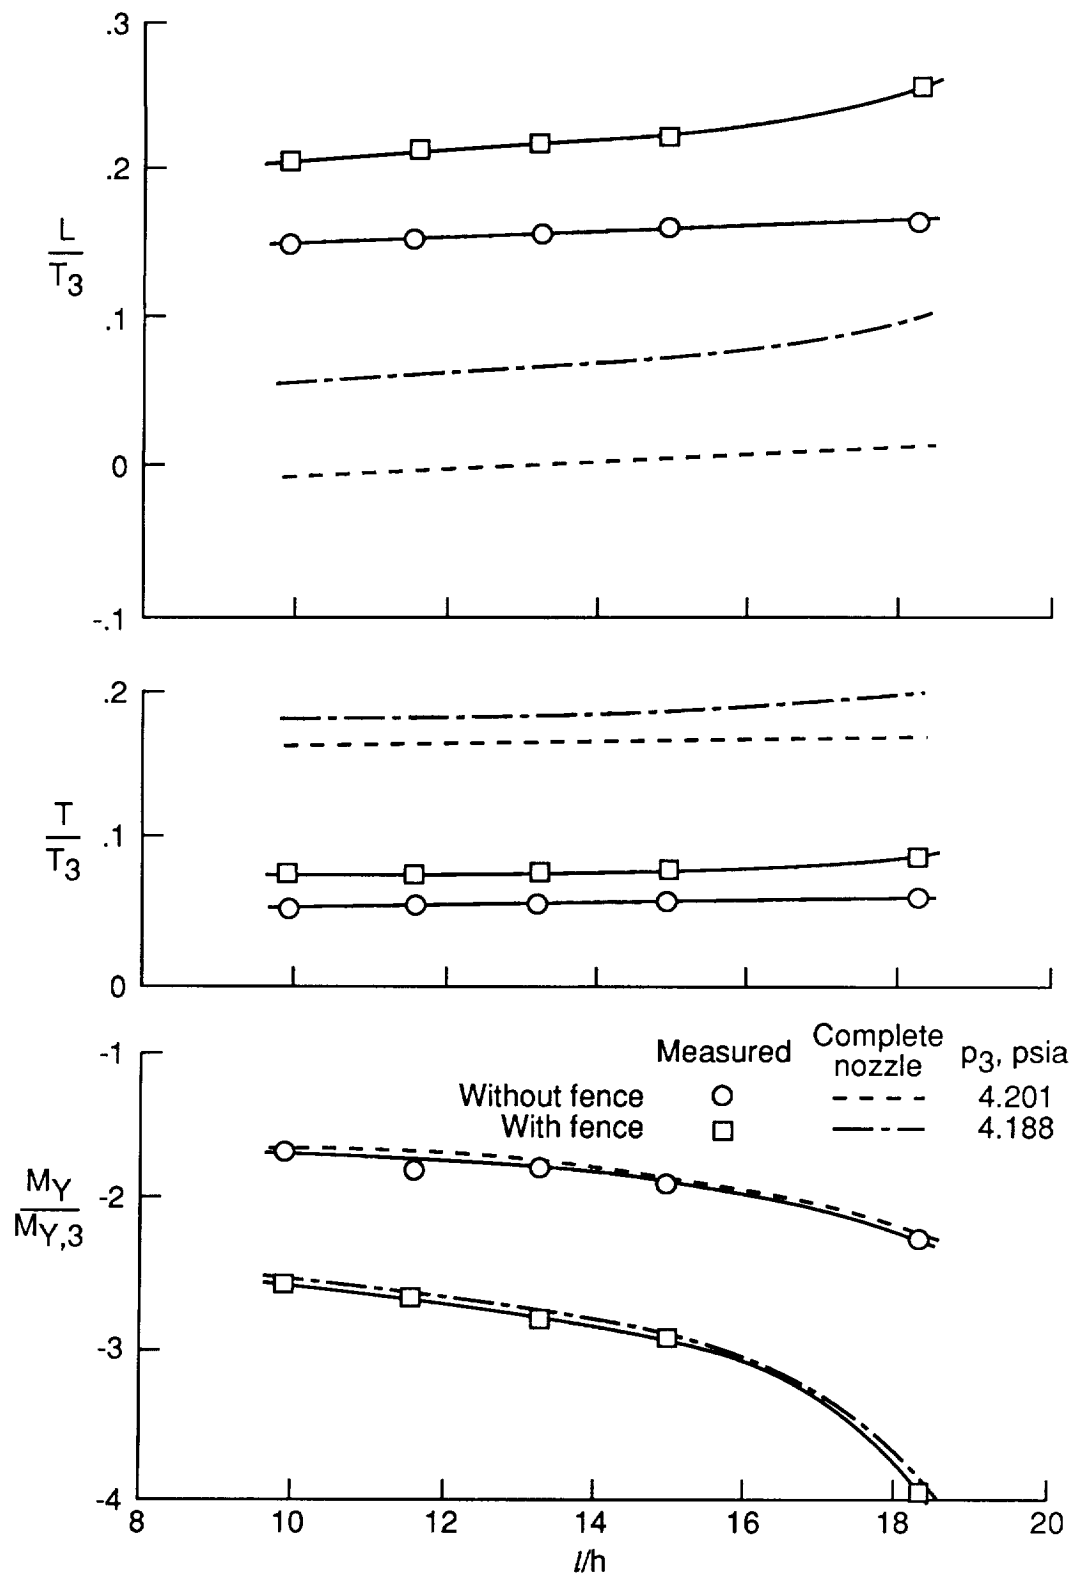 .3
.2
L
T3
.1
0
-.1
.2
T
T3
.1
0
-1
Measured Complete nozzle p3, psia
Without fence 4.201
With fence 4.188
MY
MY,3
-2
-3
-4
8 10 12 14 16 18 20
l/h